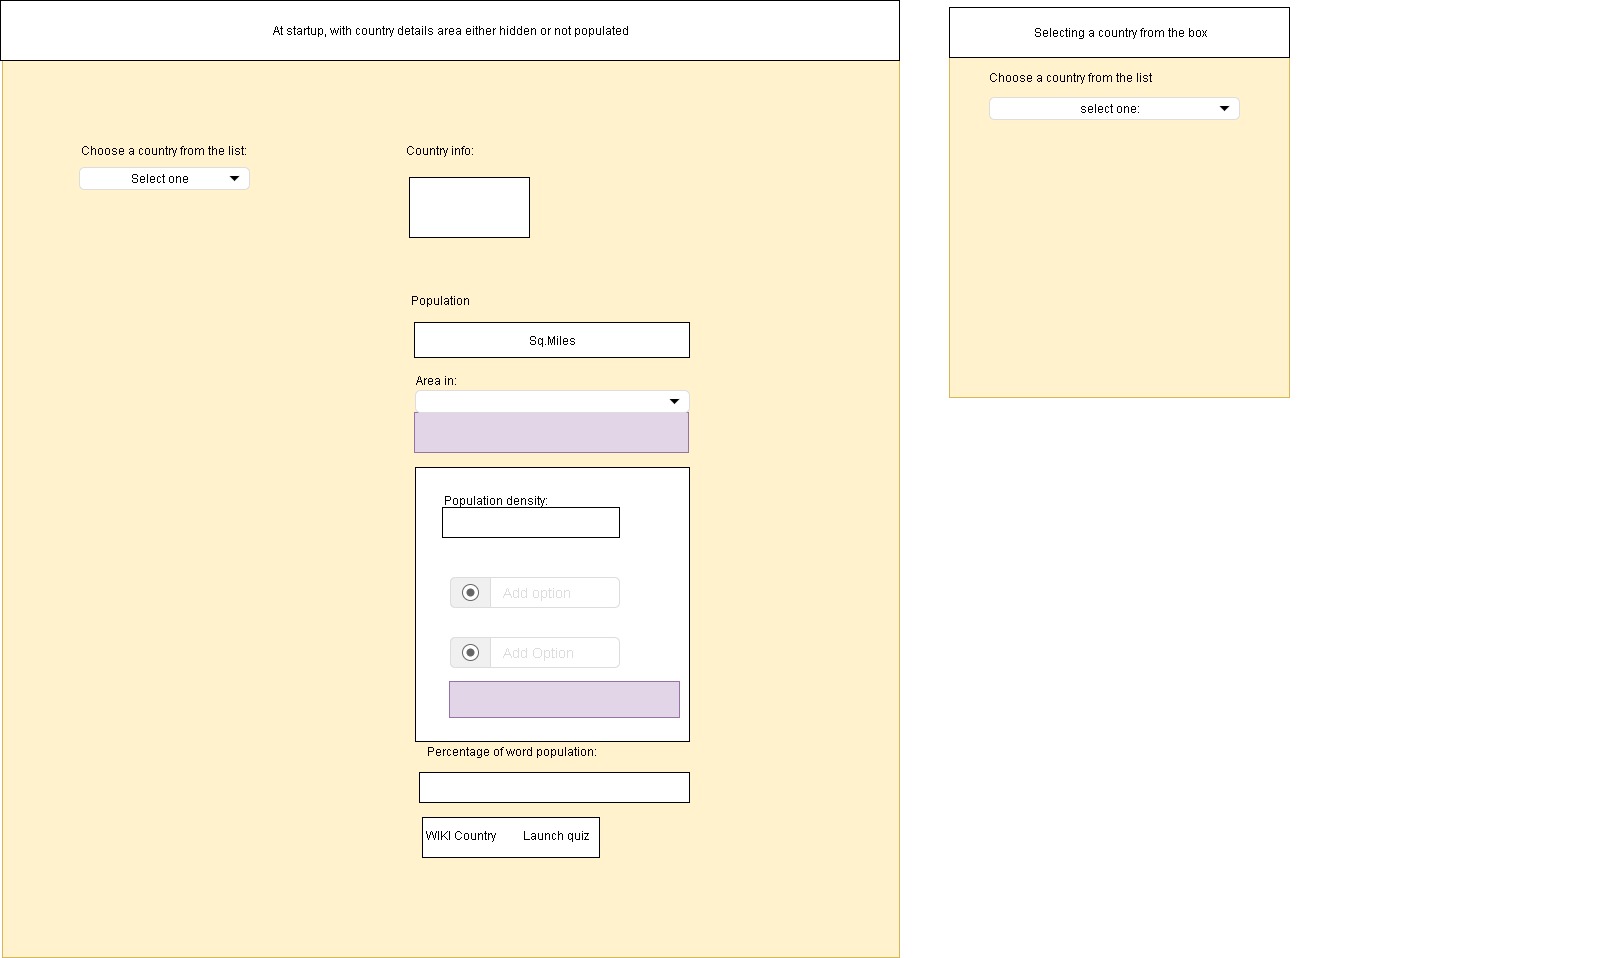 At startup, with country details area either hidden or not populated
Choose a country from the list:
Select one
Country info:
Population
Sq.Miles
Area in:
Population density:
Add option
Add Option
Percentage of word population:
WIKI Country
Launch quiz
Selecting a country from the box
Choose a country from the list
select one: